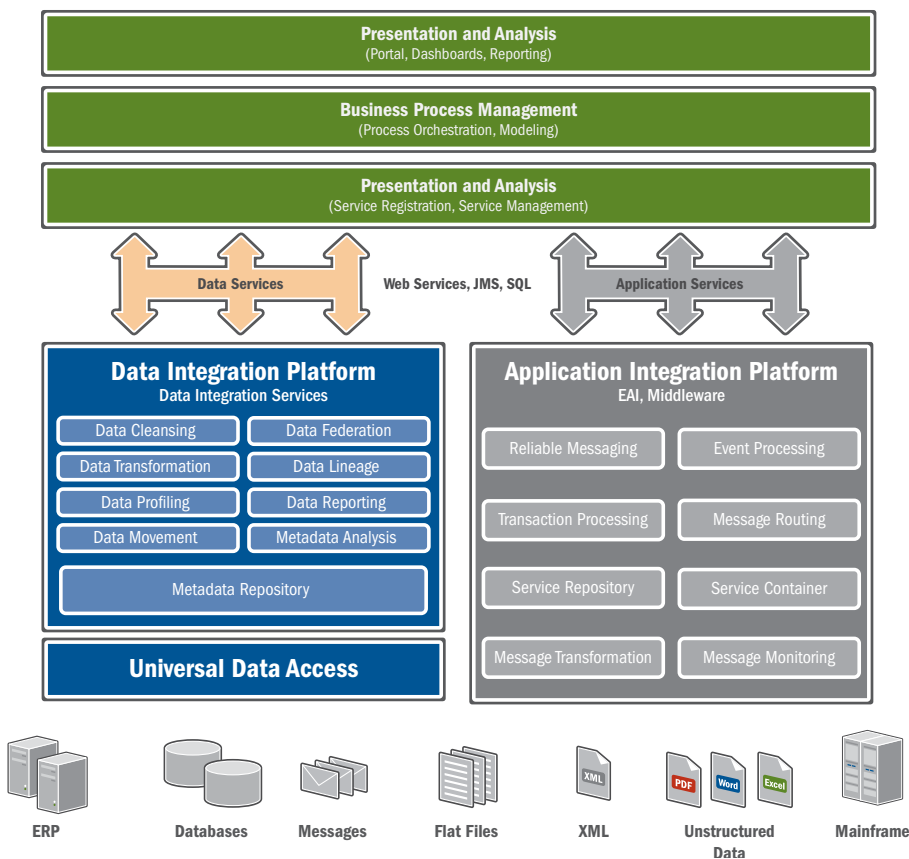 Presentation and Analysis
(Portal, Dashboards, Reporting)
Business Process Management
(Process Orchestration, Modeling)
Presentation and Analysis
(Service Registration, Service Management)
Data Services
Web Services, JMS, SQL
Application Services
Data Integration Platform
Data Integration Services
Data Cleansing
Data Federation
Data Transformation
Data Lineage
Data Profiling
Data Reporting
Data Movement
Metadata Analysis
Metadata Repository
Universal Data Access
Application Integration Platform
EAI, Middleware
Reliable Messaging
Event Processing
Transaction Processing
Message Routing
Service Repository
Service Container
Message Transformation
Message Monitoring
XML
PDF
Word
Excel
ERP
Databases
Messages
Flat Files
XML
Unstructured
Data
Mainframe